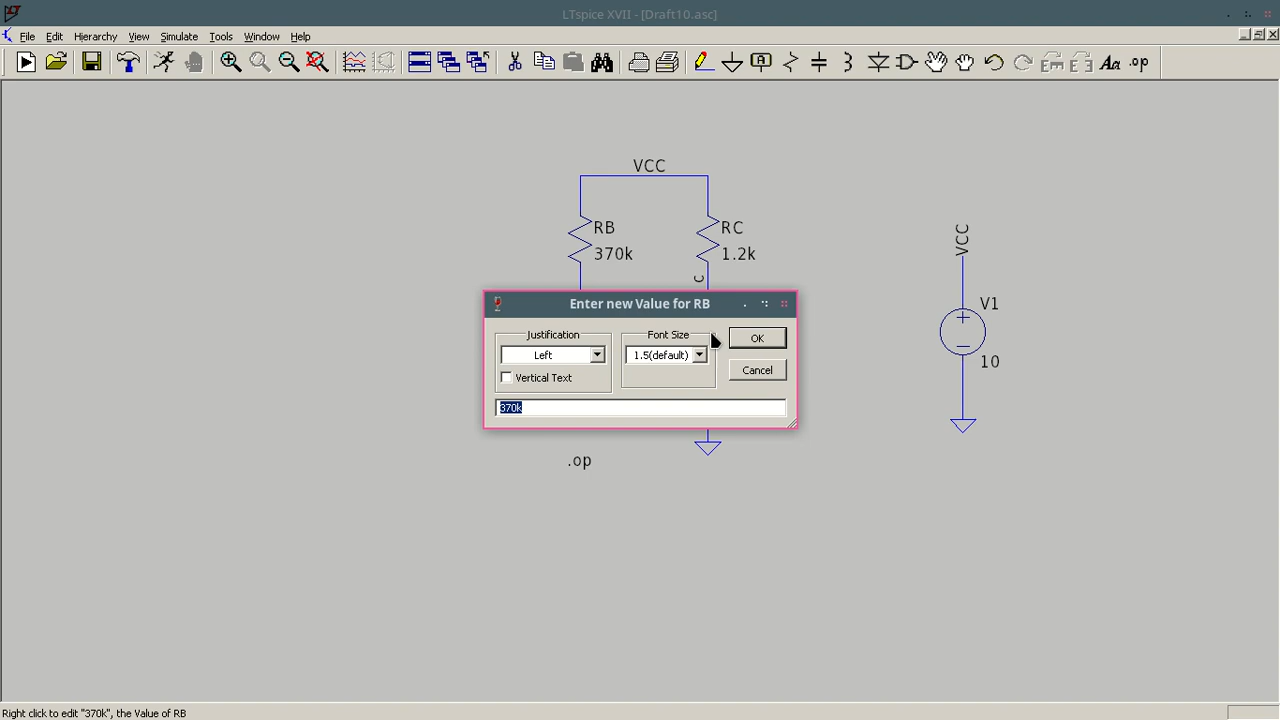 LTspice XVII - [Draft10.asc]
File Edit Hierarchy View Simulate Tools Window Help
Aa .op
VCC
RB
370k
RC
1.2k
C
VCC
V1
10
Enter new Value for RB
Justification
Left
Vertical Text
Font Size
1.5(default)
OK
Cancel
370k
.op
Right click to edit "370k", the Value of RB